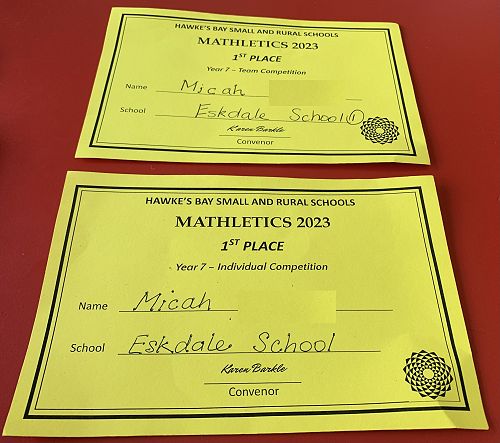 HAWKE'S BAY SMALL AND RURAL SCHOOLS
MATHLETICS 2023
1ST PLACE
Year 7 – Team Competition
Name Micah
School Eskdale School 1
Karen Barkle
Convenor
HAWKE'S BAY SMALL AND RURAL SCHOOLS
MATHLETICS 2023
1ST PLACE
Year 7 – Individual Competition
Name Micah
School Eskdale School
Karen Barkle
Convenor